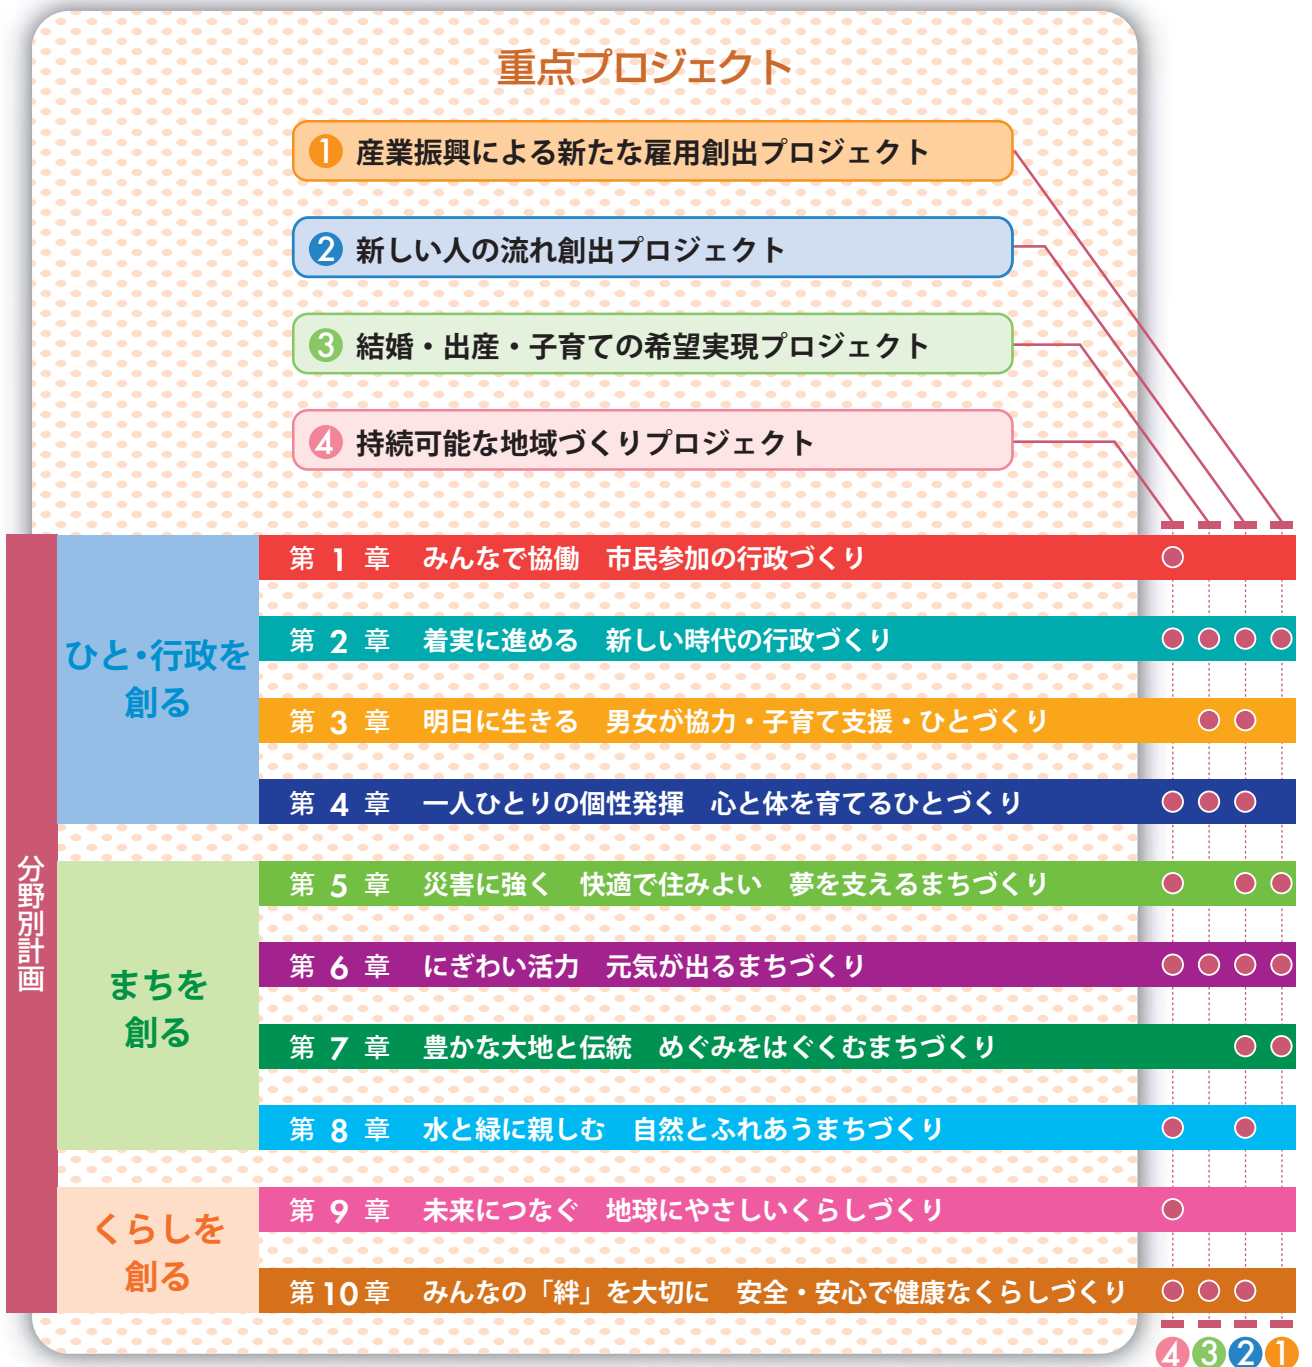 重点プロジェクト
1 産業振興による新たな雇用創出プロジェクト
2 新しい人の流れ創出プロジェクト
3 結婚・出産・子育ての希望実現プロジェクト
4 持続可能な地域づくりプロジェクト
分野別計画
ひと・行政を
創る
第1章 みんなで協働 市民参加の行政づくり
第2章 着実に進める 新しい時代の行政づくり
第3章 明日に生きる 男女が協力・子育て支援・ひとづくり
第4章 一人ひとりの個性発揮 心と体を育てるひとづくり
まちを
創る
第5章 災害に強く 快適で住みよい 夢を支えるまちづくり
第6章 にぎわい活力 元気が出るまちづくり
第7章 豊かな大地と伝統 めぐみをはぐくむまちづくり
第8章 水と緑に親しむ 自然とふれあうまちづくり
くらしを
創る
第9章 未来につなぐ 地球にやさしいくらしづくり
第10章 みんなの「絆」を大切に 安全・安心で健康なくらしづくり
4 3 2 1